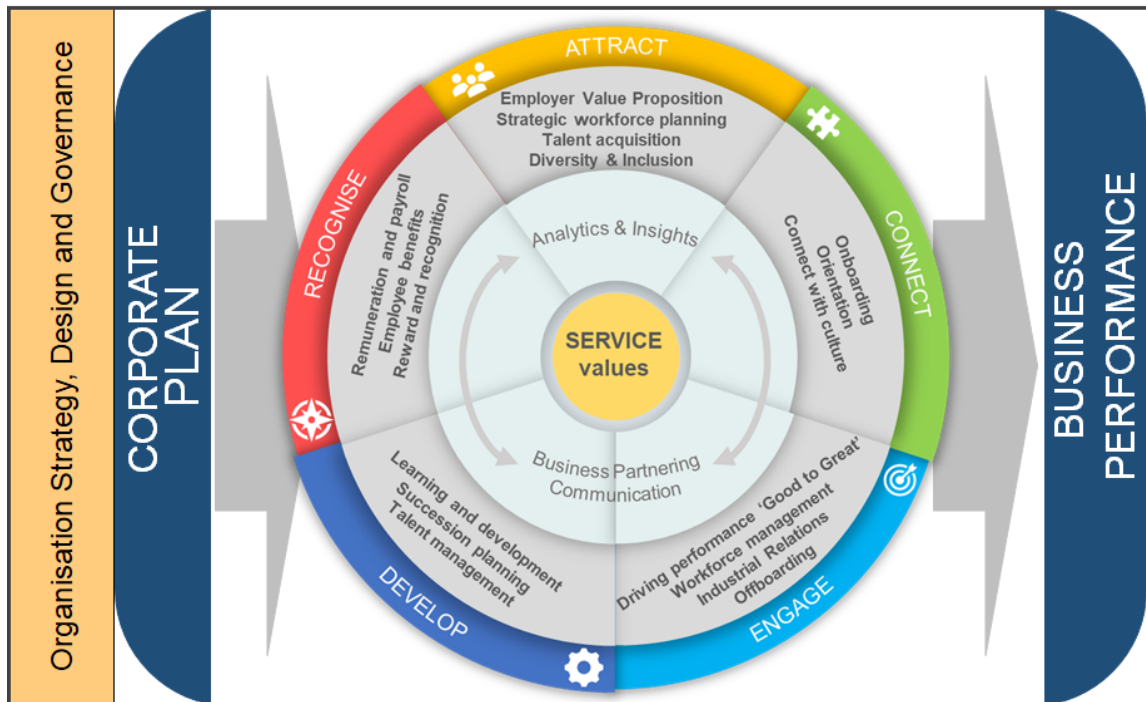 Organisation Strategy, Design and Governance
CORPORATE
PLAN
ATTRACT
Employer Value Proposition
Strategic workforce planning
Talent acquisition
Diversity & Inclusion
CONNECT
Onboarding
Orientation
Connect with culture
ENGAGE
Driving performance ‘Good to Great’
Workforce management
Industrial Relations
Offboarding
DEVELOP
Learning and development
Succession planning
Talent management
RECOGNISE
Remuneration and payroll
Employee benefits
Reward and recognition
Analytics & Insights
SERVICE
values
Business Partnering
Communication
BUSINESS
PERFORMANCE